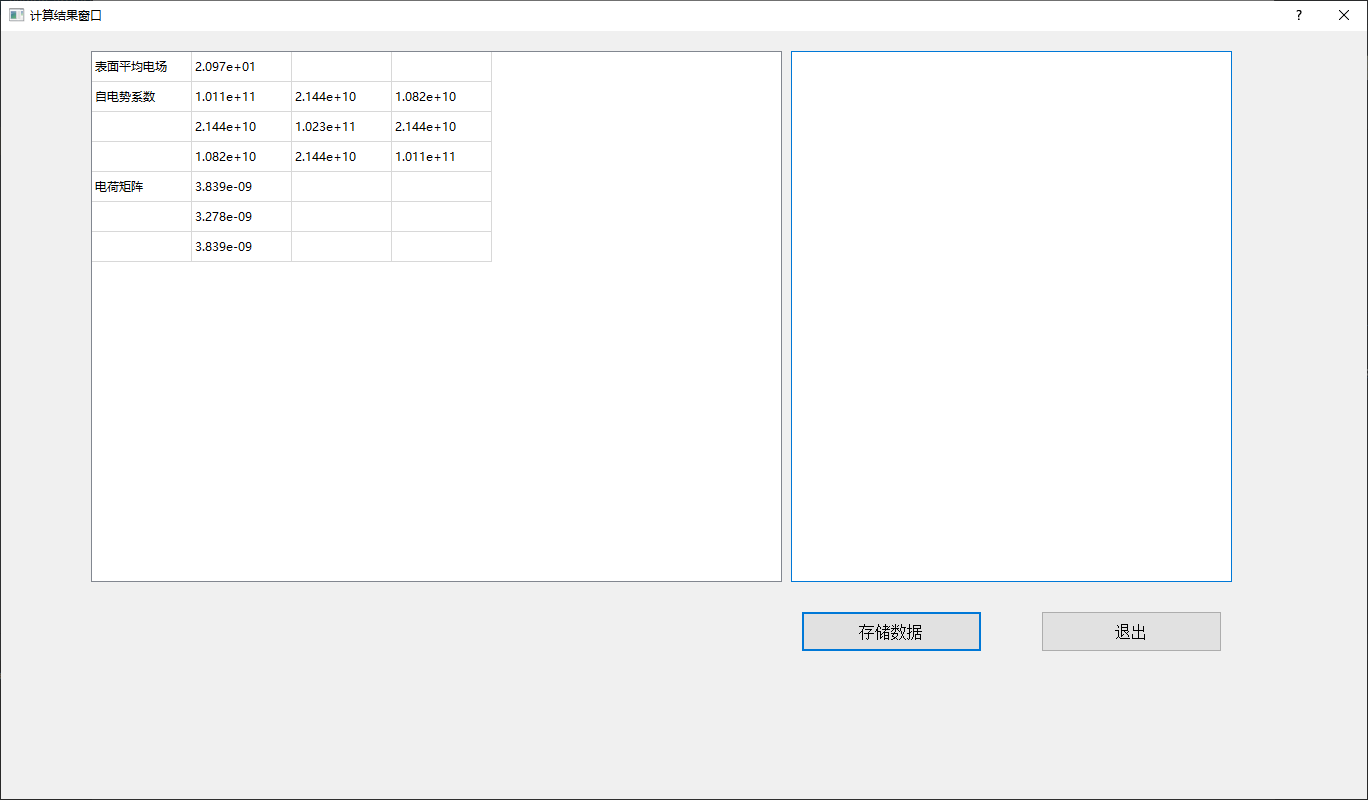 计算结果窗口
?
表面平均电场 2.097e+01
自电势系数 1.011e+11 2.144e+10 1.082e+10
2.144e+10 1.023e+11 2.144e+10
1.082e+10 2.144e+10 1.011e+11
电荷矩阵 3.839e-09
3.278e-09
3.839e-09
存储数据 退出